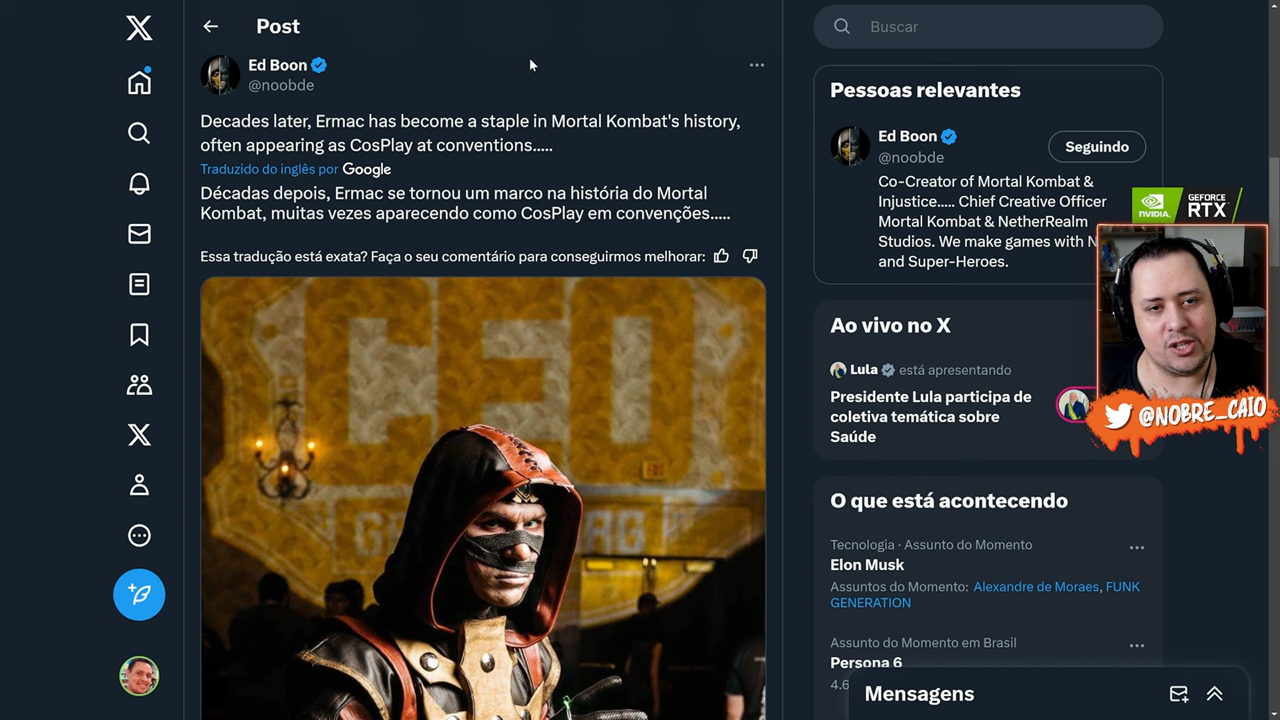 Post
Ed Boon
@noobde
Decades later, Ermac has become a staple in Mortal Kombat's history,
often appearing as CosPlay at conventions.....
Traduzido do inglês por Google
Décadas depois, Ermac se tornou um marco na história do Mortal
Kombat, muitas vezes aparecendo como CosPlay em convenções.....
Essa tradução está exata? Faça o seu comentário para conseguirmos melhorar:
CEO
Buscar
Pessoas relevantes
Ed Boon
@noobde
Seguindo
Co-Creator of Mortal Kombat &
Injustice..... Chief Creative Officer
Mortal Kombat & NetherRealm
Studios. We make games with N
and Super-Heroes.
NVIDIA.
GEFORCE
RTX
Ao vivo no X
Lula está apresentando
Presidente Lula participa de
coletiva temática sobre
Saúde
@NOBRE_CAIO
O que está acontecendo
Tecnologia · Assunto do Momento
Elon Musk
Assuntos do Momento: Alexandre de Moraes, FUNK
GENERATION
Assunto do Momento em Brasil
Persona 6
4.6
Mensagens